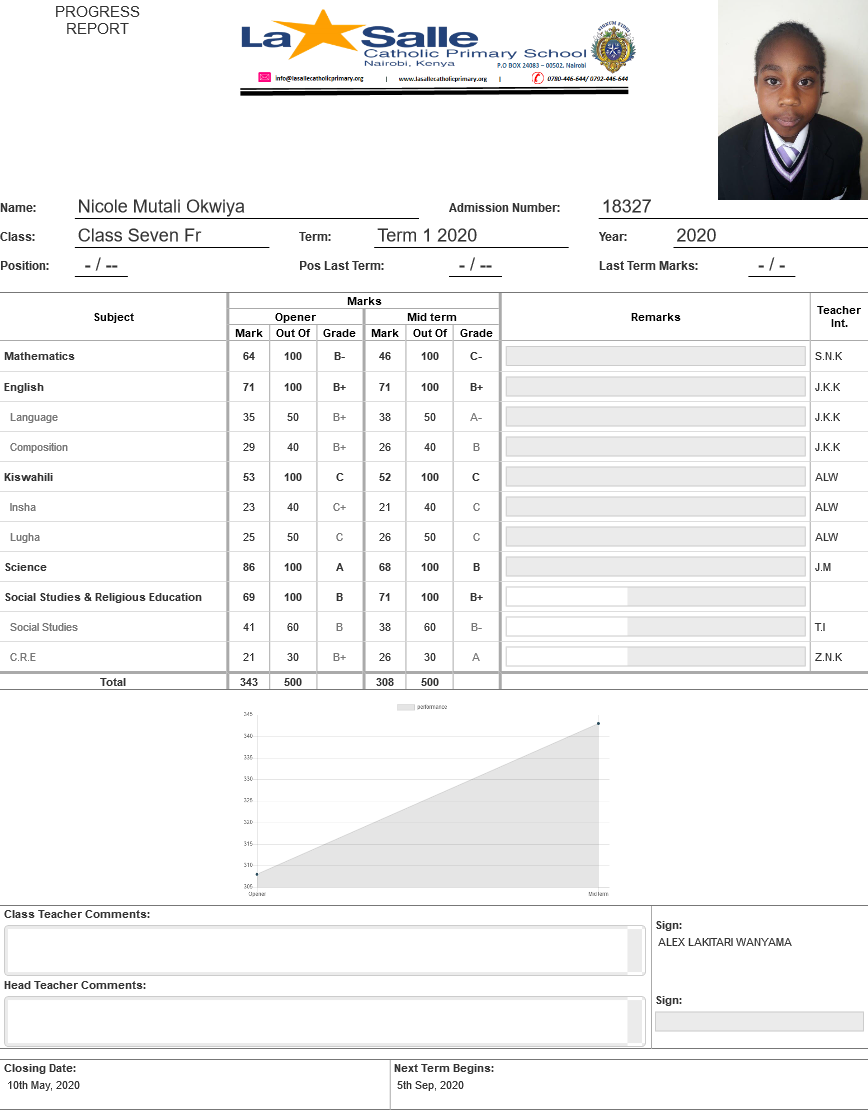 PROGRESS
REPORT
La Salle
Catholic Primary School
Nairobi, Kenya
P.O BOX 24083 – 00502, Nairobi
info@lasallecatholicprimary.org | www.lasallecatholicprimary.org | 0780-446-644/ 0792-446-644
Name: Nicole Mutali Okwiya Admission Number: 18327
Class: Class Seven Fr Term: Term 1 2020 Year: 2020
Position: - / -- Pos Last Term: - / -- Last Term Marks: - / -
Subject Marks Remarks Teacher Int.
Opener Mid term
Mark Out Of Grade Mark Out Of Grade
Mathematics 64 100 B- 46 100 C- S.N.K
English 71 100 B+ 71 100 B+ J.K.K
Language 35 50 B+ 38 50 A- J.K.K
Composition 29 40 B+ 26 40 B J.K.K
Kiswahili 53 100 C 52 100 C ALW
Insha 23 40 C+ 21 40 C ALW
Lugha 25 50 C 26 50 C ALW
Science 86 100 A 68 100 B J.M
Social Studies & Religious Education 69 100 B 71 100 B+
Social Studies 41 60 B 38 60 B- T.I
C.R.E 21 30 B+ 26 30 A Z.N.K
Total 343 500 308 500
performance
345
340
335
330
325
320
315
310
305
Opener Mid term
Class Teacher Comments:
Sign:
ALEX LAKITARI WANYAMA
Head Teacher Comments:
Sign:
Closing Date: Next Term Begins:
10th May, 2020 5th Sep, 2020